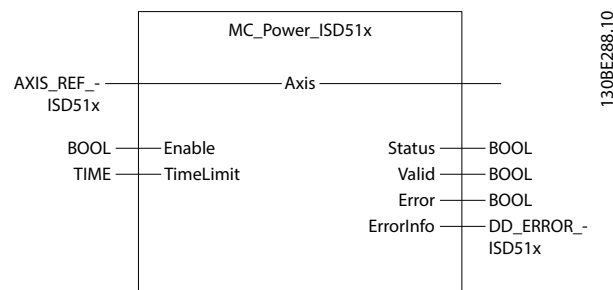 MC_Power_ISD51x
AXIS_REF_-
ISD51x
Axis
BOOL
Enable
Status
BOOL
TIME
TimeLimit
Valid
BOOL
Error
BOOL
ErrorInfo
DD_ERROR_-
ISD51x
130BE288.10